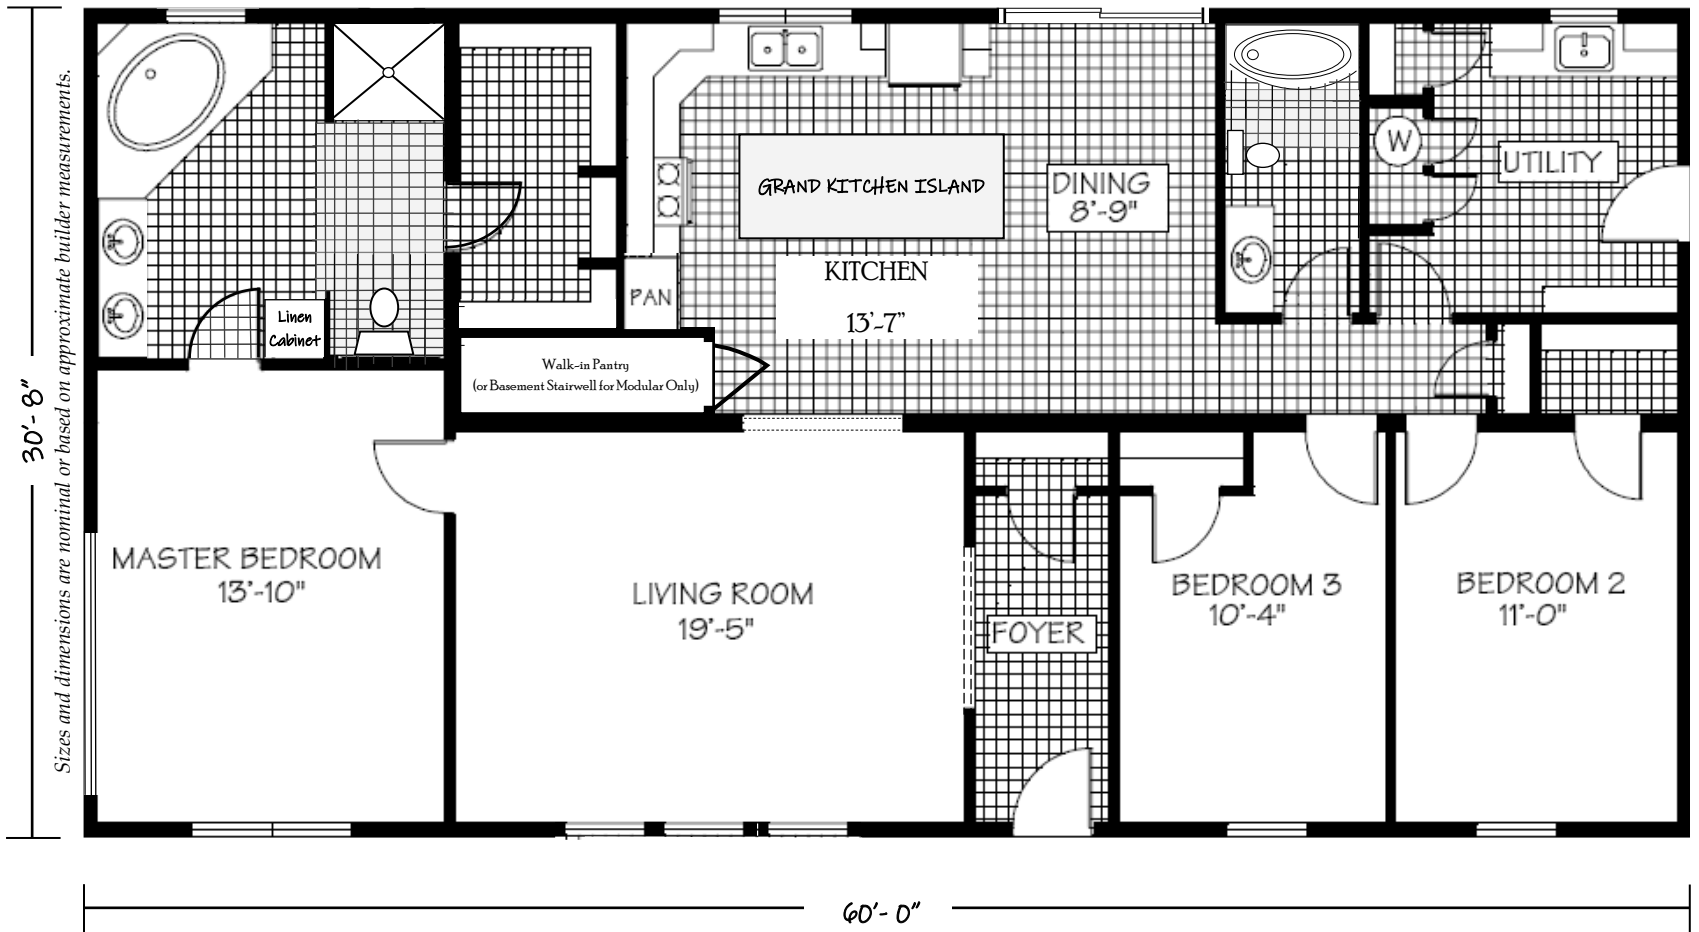 Sizes and dimensions are nominal or based on approximate builder measurements.
30'- 8"
Linen
Cabinet
PAN
GRAND KITCHEN ISLAND
KITCHEN
13'-7"
DINING
8'-9"
W
UTILITY
Walk-in Pantry
(or Basement Stairwell for Modular Only)
MASTER BEDROOM
13'-10"
LIVING ROOM
19'-5"
FOYER
BEDROOM 3
10'-4"
BEDROOM 2
11'-0"
60'- 0"